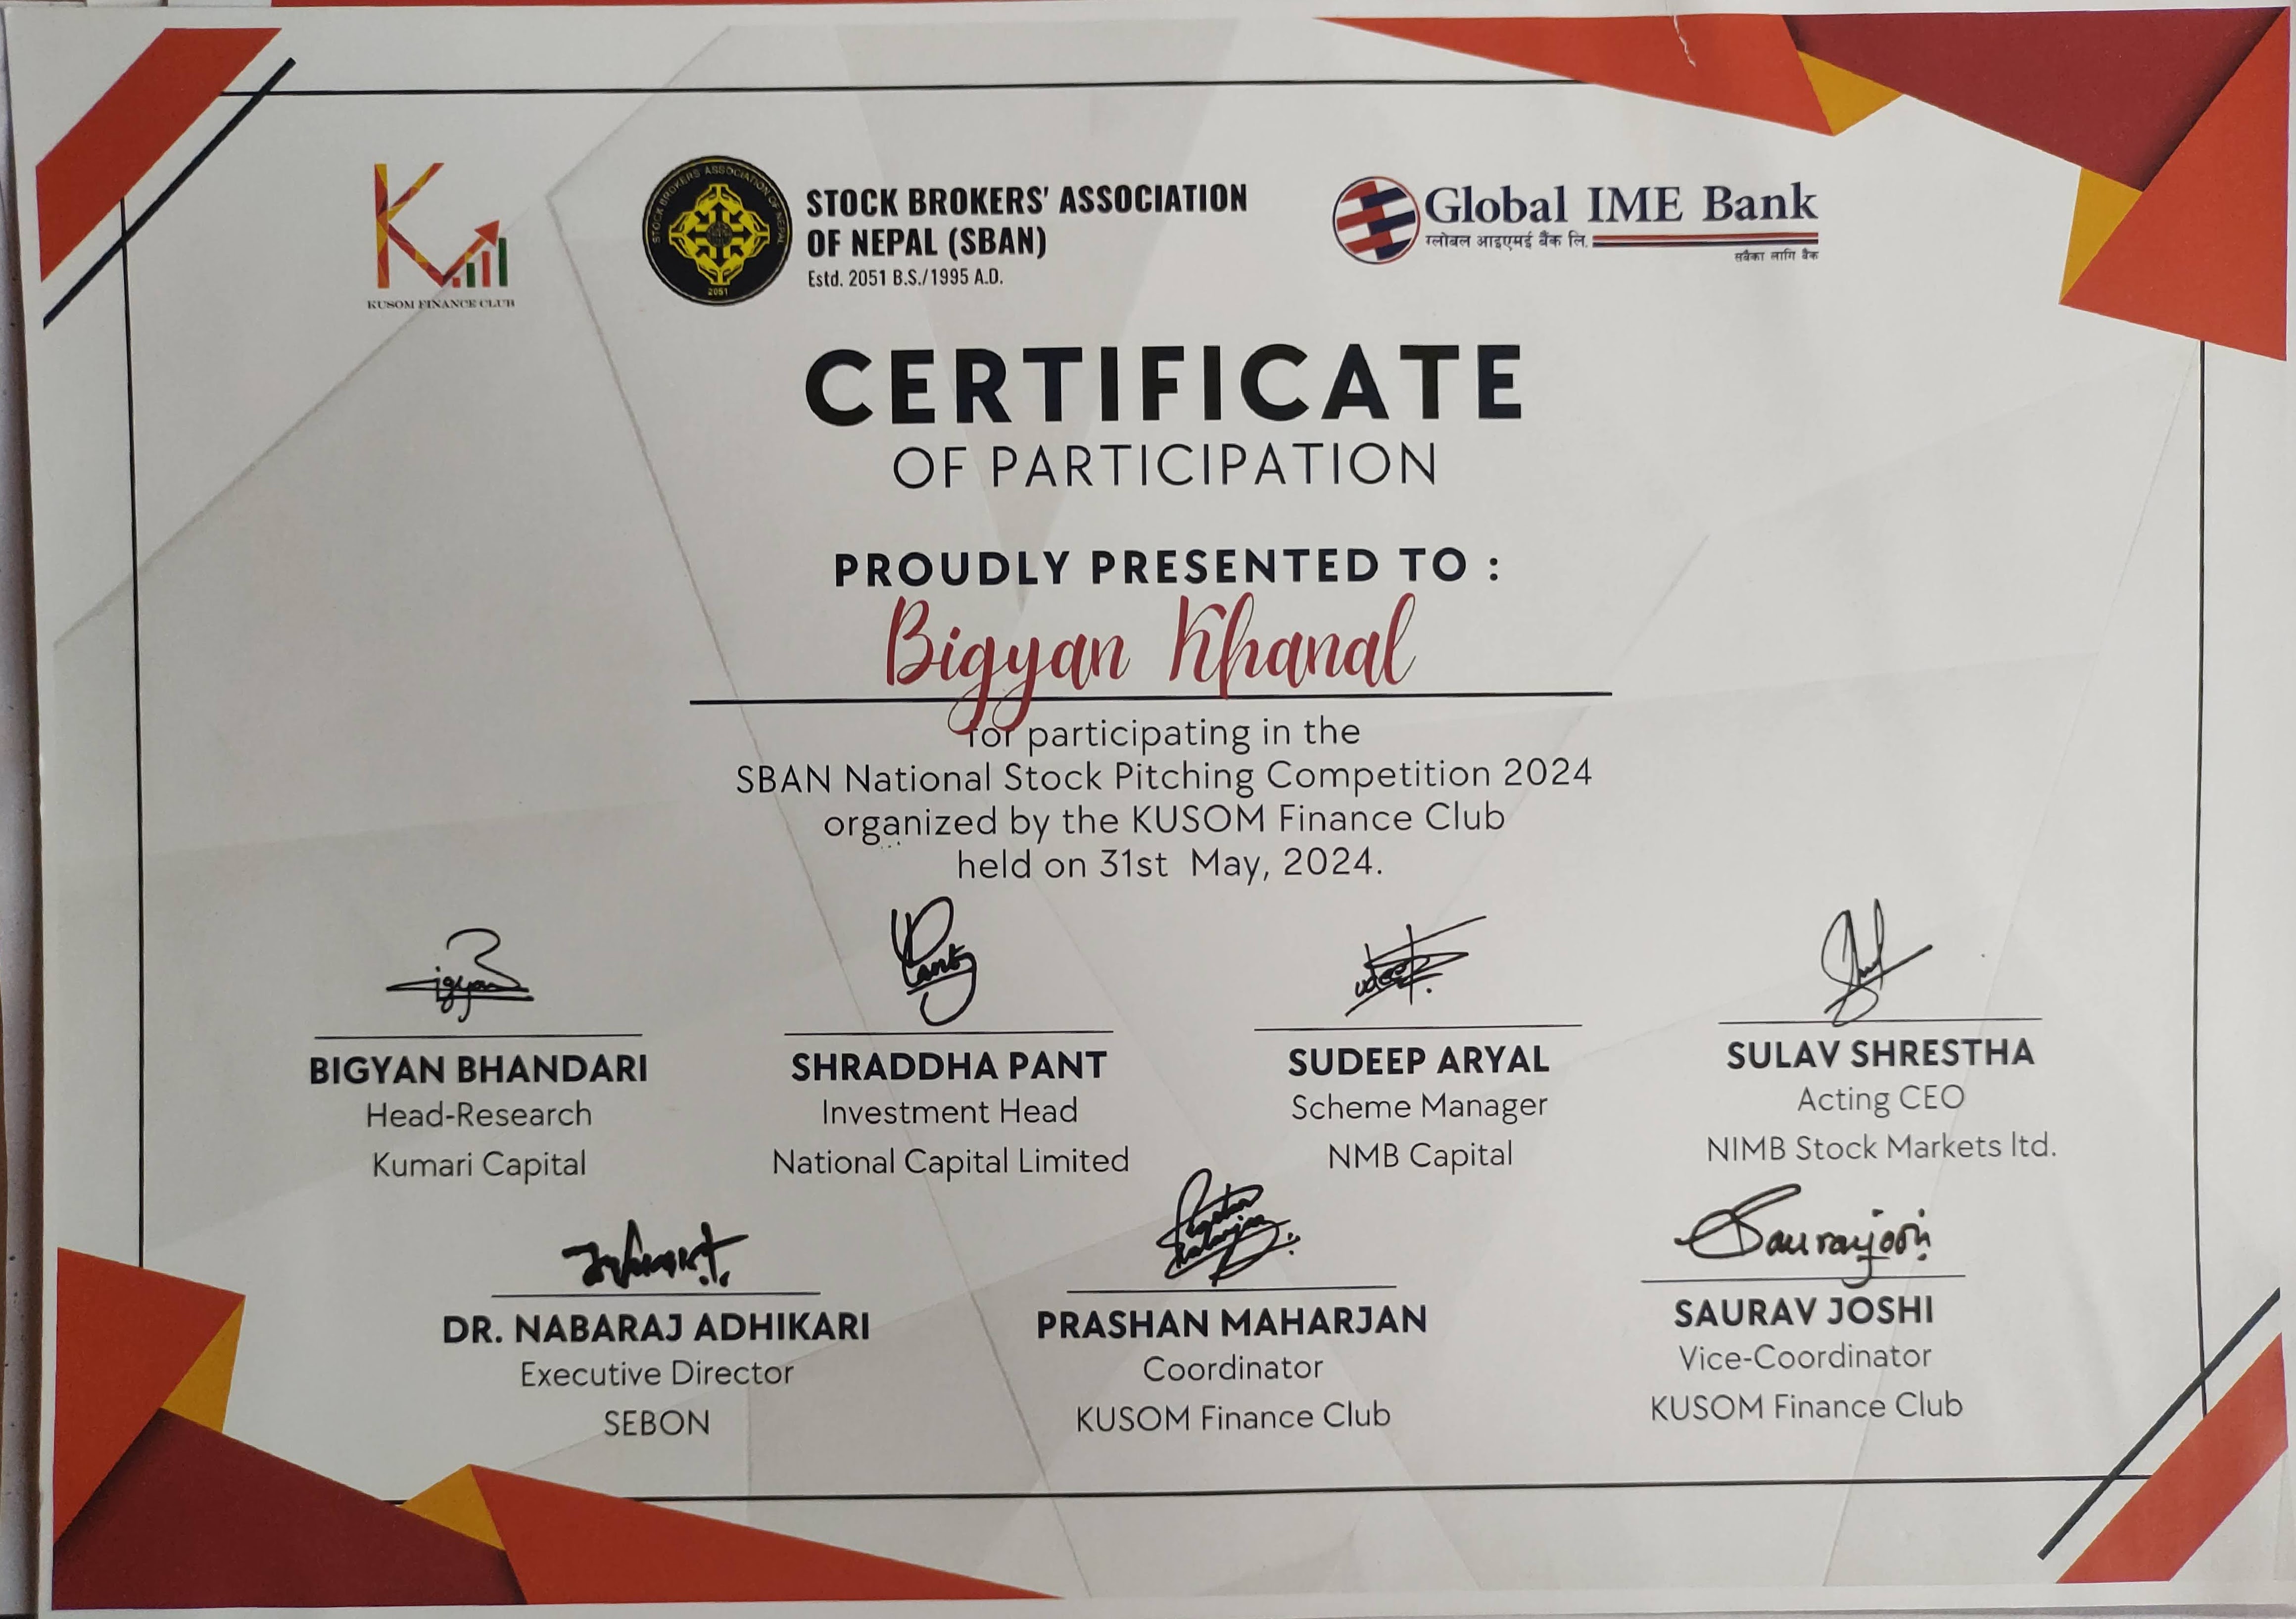 KUSOM FINANCE CLUB
STOCK BROKERS ASSOCIATION OF NEPAL
2051
STOCK BROKERS' ASSOCIATION
OF NEPAL (SBAN)
Estd. 2051 B.S./1995 A.D.
Global IME Bank
ग्लोबल आइएमई बैंक लि.
सबैका लागि बैंक
CERTIFICATE
OF PARTICIPATION
PROUDLY PRESENTED TO :
Bigyan Khanal
for participating in the
SBAN National Stock Pitching Competition 2024
organized by the KUSOM Finance Club
held on 31st May, 2024.
BIGYAN BHANDARI
Head-Research
Kumari Capital
SHRADDHA PANT
Investment Head
National Capital Limited
SUDEEP ARYAL
Scheme Manager
NMB Capital
SULAV SHRESTHA
Acting CEO
NIMB Stock Markets ltd.
DR. NABARAJ ADHIKARI
Executive Director
SEBON
PRASHAN MAHARJAN
Coordinator
KUSOM Finance Club
Sauravjoshi
SAURAV JOSHI
Vice-Coordinator
KUSOM Finance Club